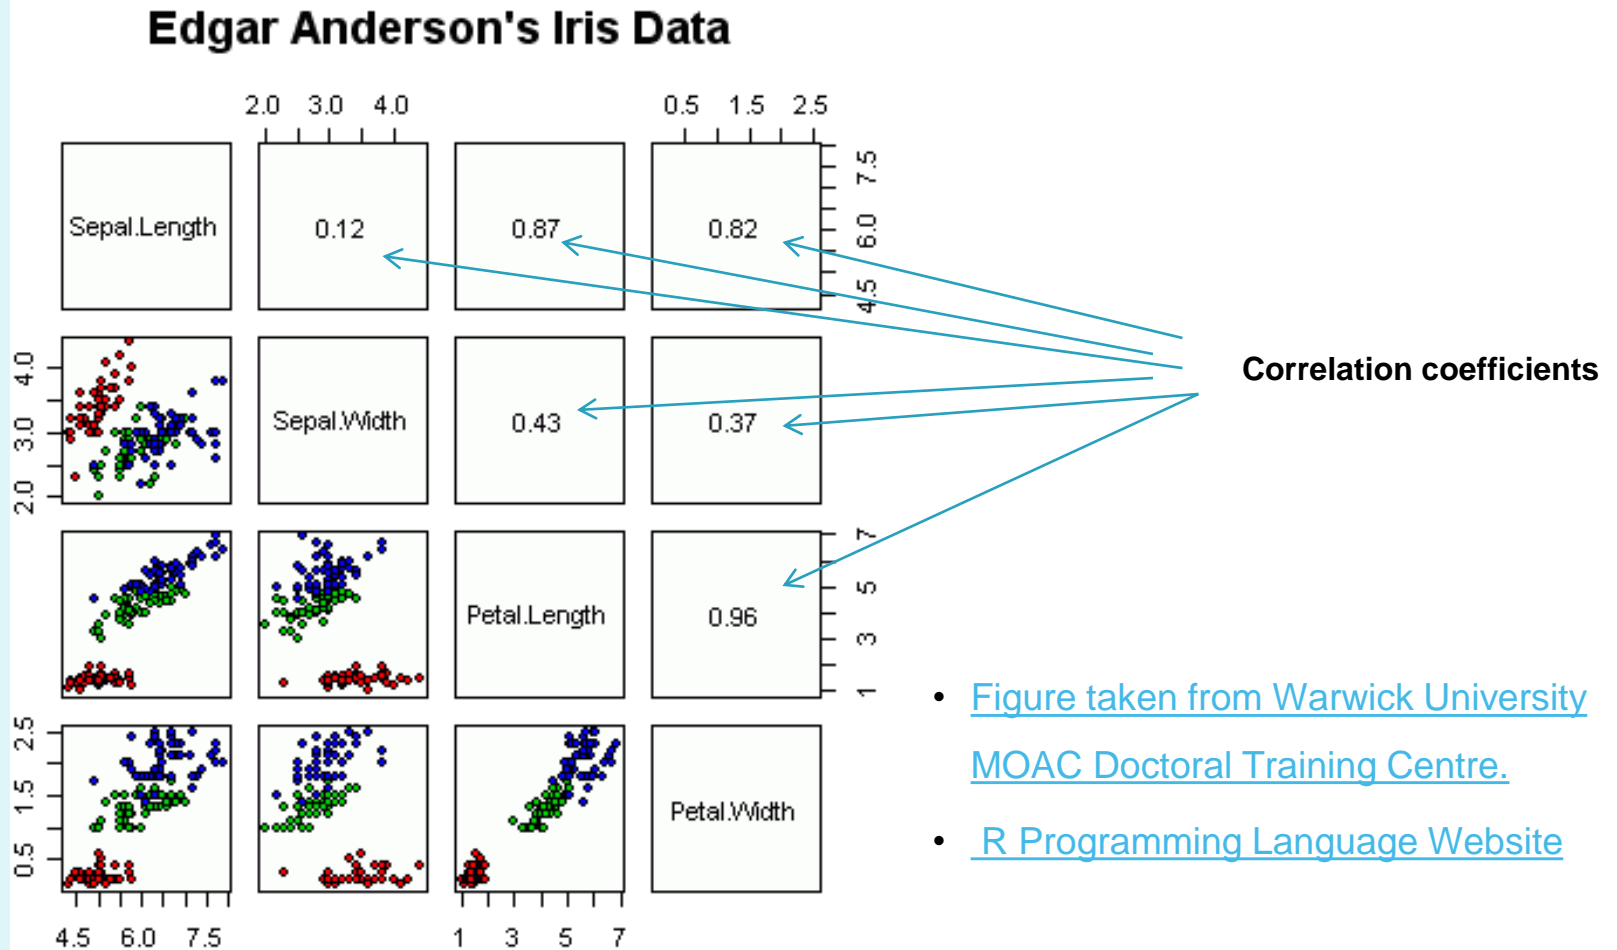 Edgar Anderson's Iris Data
2.0 3.0 4.0
0.5 1.5 2.5
Sepal.Length
0.12
0.87
0.82
4.5 6.0 7.5
Correlation coefficients
2.0 3.0 4.0
Sepal.Width
0.43
0.37
Petal.Length
0.96
1 3 5 7
• Figure taken from Warwick University
MOAC Doctoral Training Centre.
• R Programming Language Website
0.5 1.5 2.5
Petal.Width
4.5 6.0 7.5
1 3 5 7